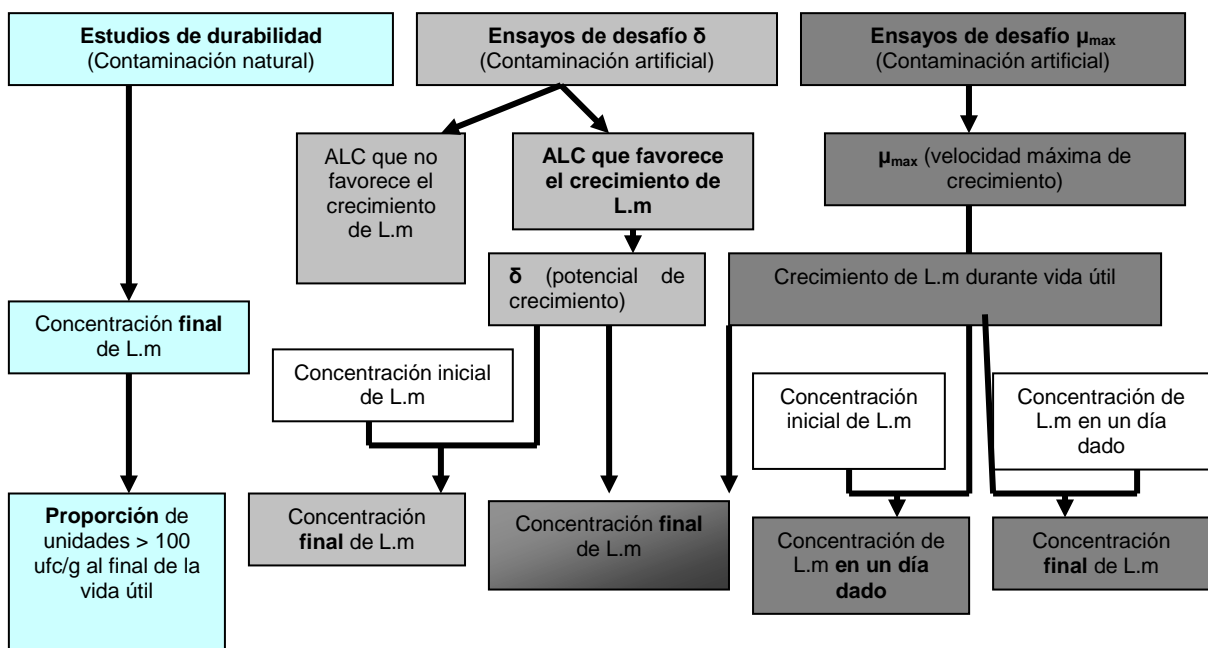 Estudios de durabilidad
(Contaminación natural)
Ensayos de desafío δ
(Contaminación artificial)
Ensayos de desafío µmax
(Contaminación artificial)
ALC que no
favorece el
crecimiento
de L.m
ALC que favorece
el crecimiento de
L.m
µmax (velocidad máxima de
crecimiento)
δ (potencial de
crecimiento)
Crecimiento de L.m durante vida útil
Concentración final
de L.m
Concentración inicial
de L.m
Concentración
inicial de L.m
Concentración de
L.m en un día
dado
Proporción de
unidades > 100
ufc/g al final de la
vida útil
Concentración
final de L.m
Concentración final
de L.m
Concentración de
L.m en un día
dado
Concentración
final de L.m